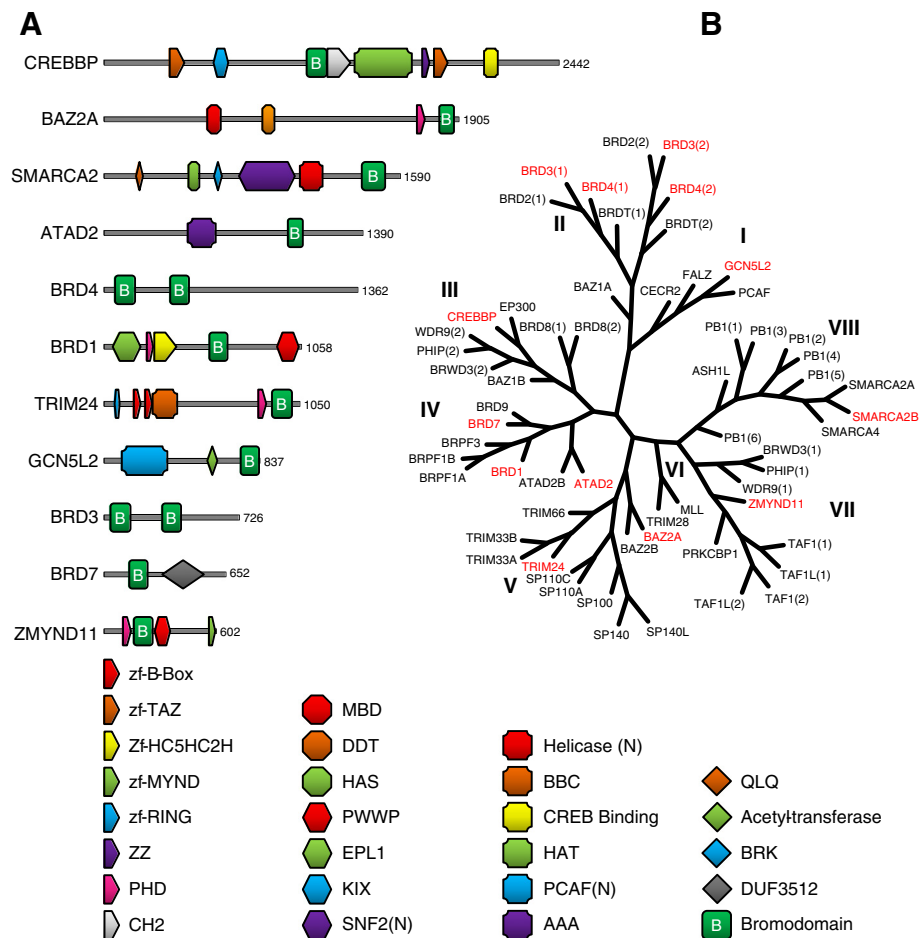 A
CREBBP
B
2442
BAZ2A
B
1905
SMARCA2
B
1590
ATAD2
B
1390
BRD4
B
B
1362
BRD1
B
1058
TRIM24
B
1050
GCN5L2
B
837
BRD3
B
B
726
BRD7
B
652
ZMYND11
B
602
zf-B-Box
zf-TAZ
Zf-HC5HC2H
zf-MYND
zf-RING
ZZ
PHD
CH2
MBD
DDT
HAS
PWWP
EPL1
KIX
SNF2(N)
Helicase (N)
BBC
CREB Binding
HAT
PCAF(N)
AAA
QLQ
Acetyltransferase
BRK
DUF3512
B
Bromodomain
B
BRD2(2)
BRD3(2)
BRD3(1)
BRD4(1)
BRD4(2)
BRD2(1)
BRDT(1)
BRDT(2)
II
I
GCN5L2
FALZ
CECR2
PCAF
BAZ1A
III
EP300
CREBBP
WDR9(2)
BRD8(1)
BRD8(2)
PHIP(2)
BRWD3(2)
BAZ1B
VIII
PB1(1)
PB1(3)
PB1(2)
PB1(4)
PB1(5)
ASH1L
SMARCA2A
SMARCA2B
SMARCA4
PB1(6)
IV
BRD9
BRD7
BRPF3
BRPF1B
BRPF1A
BRD1
ATAD2B
ATAD2
VI
BRWD3(1)
PHIP(1)
WDR9(1)
ZMYND11
VII
MLL
TRIM28
TRIM66
BAZ2A
BAZ2B
TRIM33B
TRIM33A
TRIM24
V
SP110C
SP110A
SP100
SP140
SP140L
PRKCBP1
TAF1(1)
TAF1L(1)
TAF1(2)
TAF1L(2)